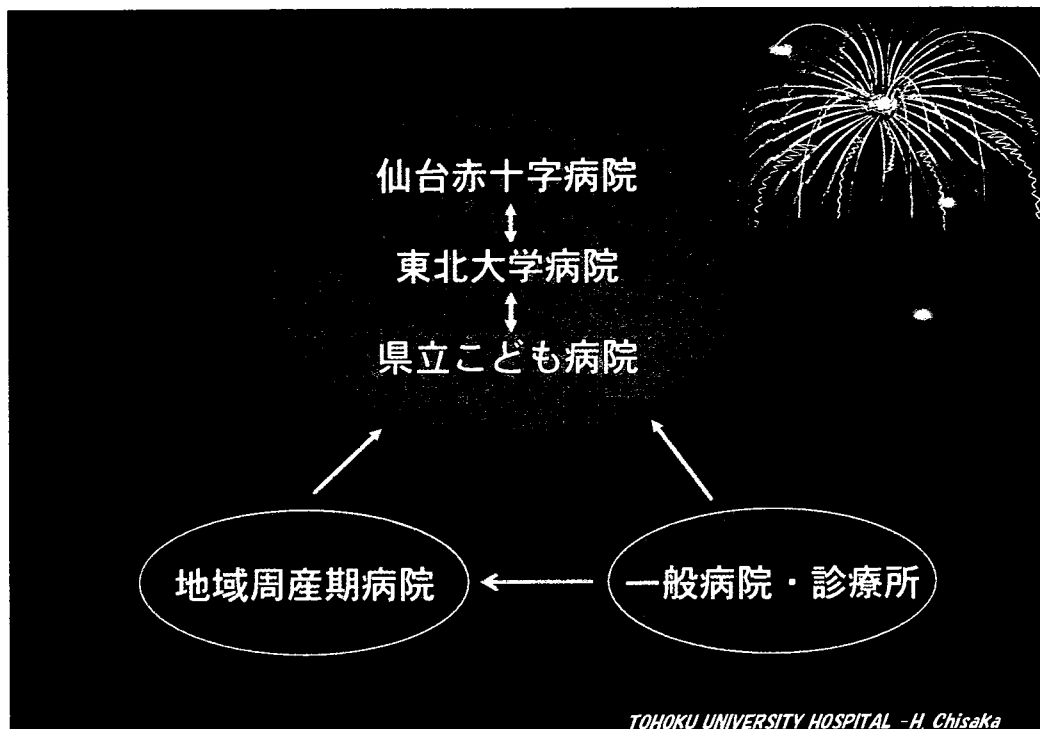 仙台赤十字病院
東北大学病院
県立こども病院
地域周産期病院
一般病院・診療所
TOHOKU UNIVERSITY HOSPITAL -H. Chisaka